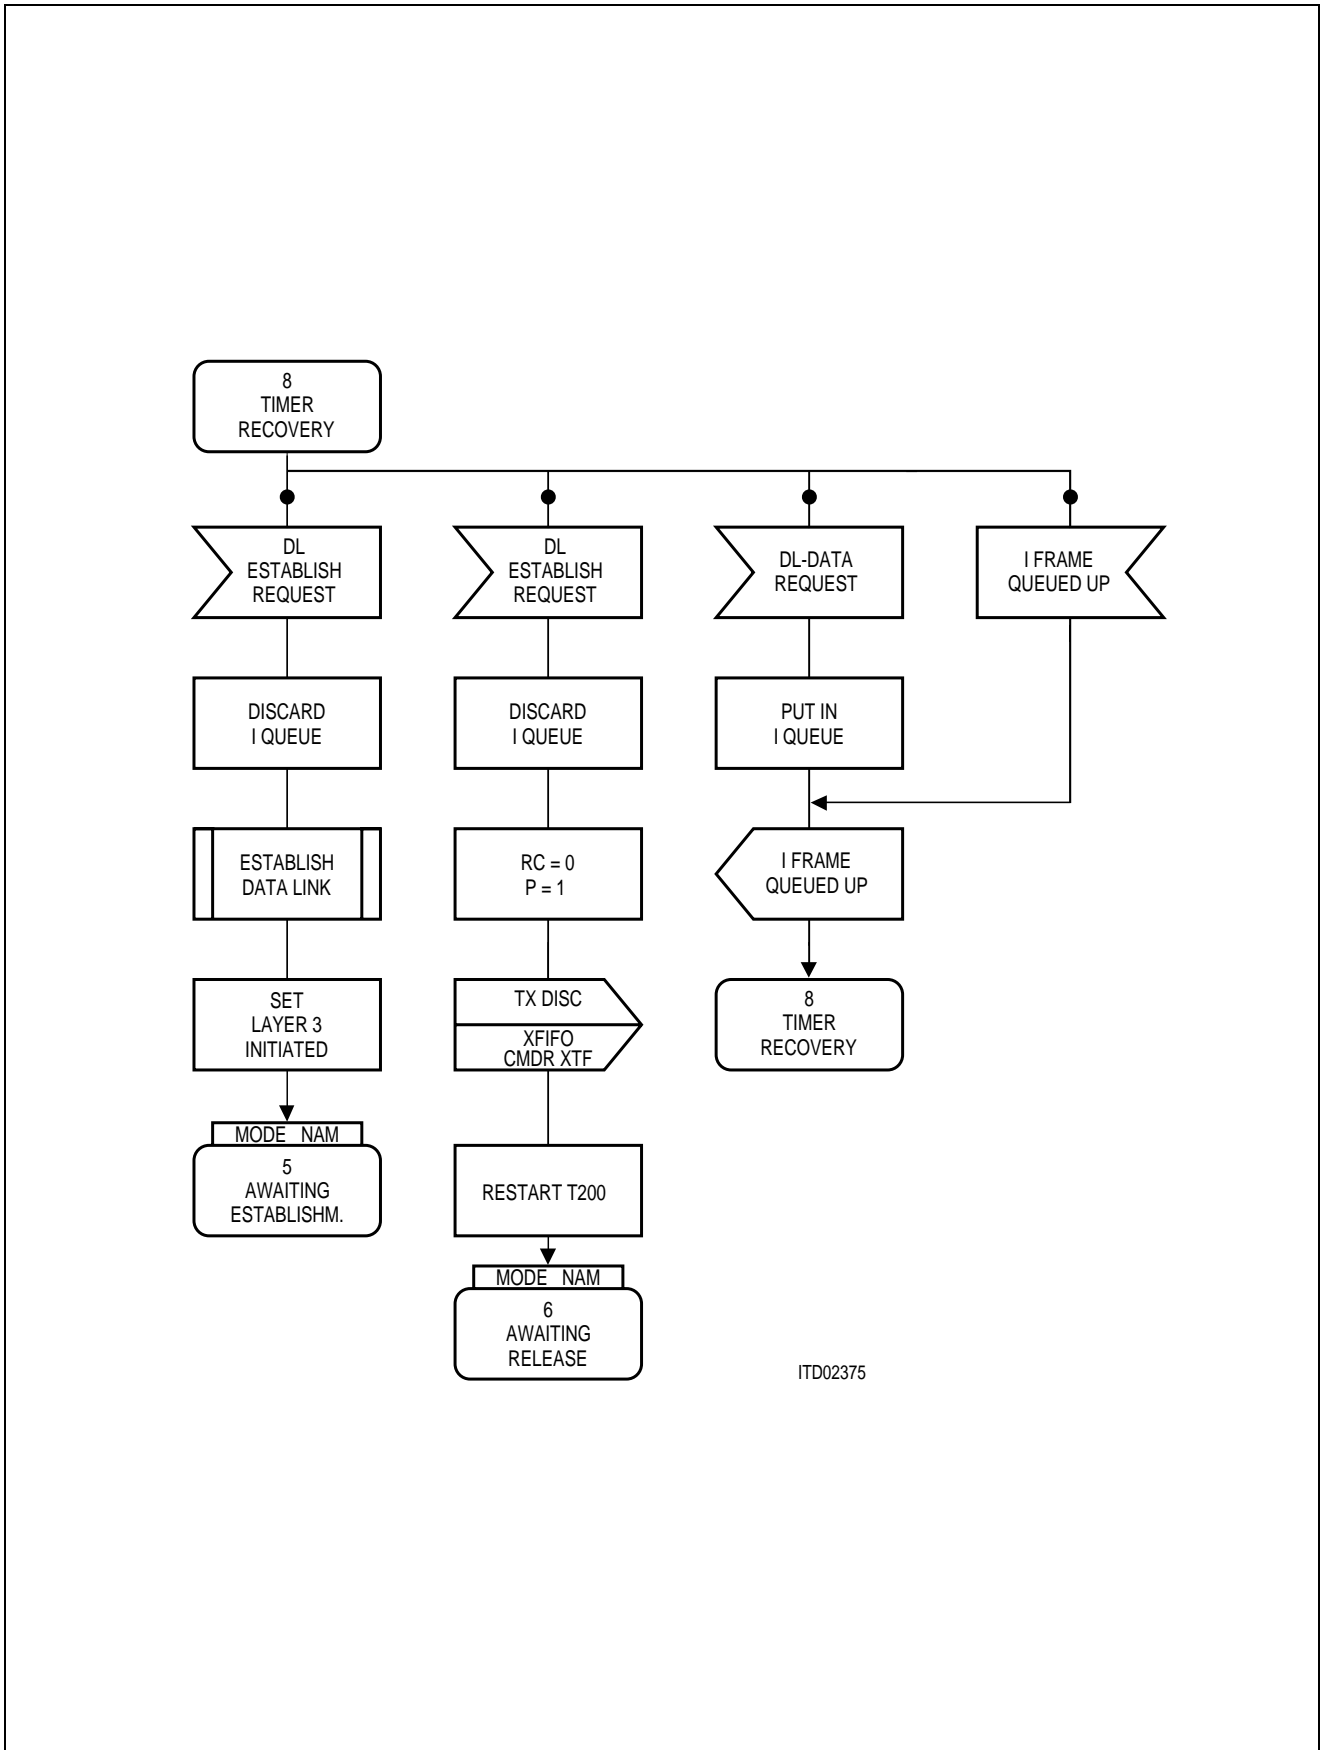 8
TIMER
RECOVERY
DL
ESTABLISH
REQUEST
DL
ESTABLISH
REQUEST
DL-DATA
REQUEST
I FRAME
QUEUED UP
DISCARD
I QUEUE
DISCARD
I QUEUE
PUT IN
I QUEUE
ESTABLISH
DATA LINK
RC = 0
P = 1
I FRAME
QUEUED UP
SET
LAYER 3
INITIATED
TX DISC
XFIFO
CMDR XTF
8
TIMER
RECOVERY
MODE NAM
5
AWAITING
ESTABLISHM.
RESTART T200
MODE NAM
6
AWAITING
RELEASE
ITD02375